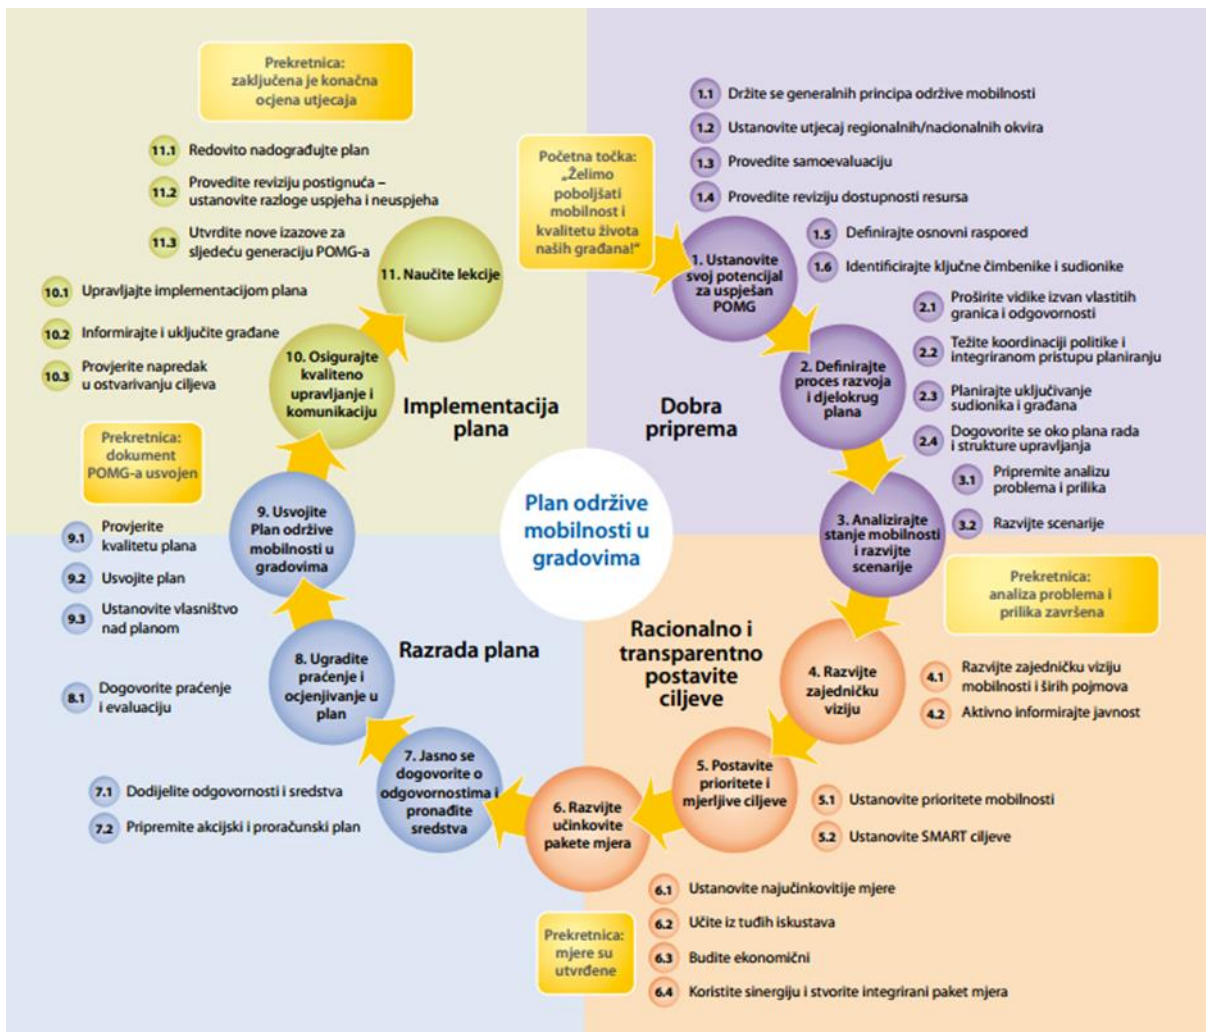 Prekretnica:
zaključena je konačna
ocjena utjecaja
11.1 Redovito nadograđujte plan
11.2 Provedite reviziju postignuća –
ustanovite razloge uspjeha i neuspjeha
11.3 Utvrdite nove izazove za
sljedeću generaciju POMG-a
11. Naučite lekcije
10.1 Upravljajte implementacijom plana
10.2 Informirajte i uključite građane
10.3 Provjerite napredak
u ostvarivanju ciljeva
10. Osigurajte
kvaliteno
upravljanje i
komunikaciju
Implementacija
plana
Prekretnica:
dokument
POMG-a usvojen
Početna točka:
„Želimo
poboljšati
mobilnost i
kvalitetu života
naših građana!“
1.1 Držite se generalnih principa održive mobilnosti
1.2 Ustanovite utjecaj regionalnih/nacionalnih okvira
1.3 Provedite samoevaluaciju
1.4 Provedite reviziju dostupnosti resursa
1.5 Definirajte osnovni raspored
1.6 Identificirajte ključne čimbenike i sudionike
1. Ustanovite
svoj potencijal
za uspješan
POMG
2.1 Proširite vidike izvan vlastitih
granica i odgovornosti
2.2 Težite koordinaciji politike i
integriranom pristupu planiranju
2.3 Planirajte uključivanje
sudionika i građana
2.4 Dogovorite se oko plana rada
i strukture upravljanja
2. Definirajte
proces razvoja
i djelokrug
plana
Dobra
priprema
3.1 Pripremite analizu
problema i prilika
3.2 Razvijte scenarije
3. Analizirajte
stanje mobilnosti
i razvijte
scenarije
Plan održive
mobilnosti u
gradovima
Prekretnica:
analiza problema i
prilika završena
Racionalno i
transparentno
postavite
ciljeve
4. Razvijte
zajedničku
viziju
4.1 Razvijte zajedničku viziju
mobilnosti i širih pojmova
4.2 Aktivno informirajte javnost
5. Postavite
prioritete i
mjerljive ciljeve
5.1 Ustanovite prioritete mobilnosti
5.2 Ustanovite SMART ciljeve
6. Razvijte
učinkovite
pakete mjera
6.1 Ustanovite najučinkovitije mjere
6.2 Učite iz tuđih iskustava
6.3 Budite ekonomični
6.4 Koristite sinergiju i stvorite integrirani paket mjera
Prekretnica:
mjere su
utvrđene
9. Usvojite
Plan održive
mobilnosti u
gradovima
9.1 Provjerite
kvalitetu plana
9.2 Usvojite plan
9.3 Ustanovite vlasništvo
nad planom
Razrada plana
8. Ugradite
praćenje i
ocjenjivanje u
plan
8.1 Dogovorite praćenje
i evaluaciju
7. Jasno se
dogovorite o
odgovornostima i
pronađite
sredstva
7.1 Dodijelite odgovornosti i sredstva
7.2 Pripremite akcijski i proračunski plan